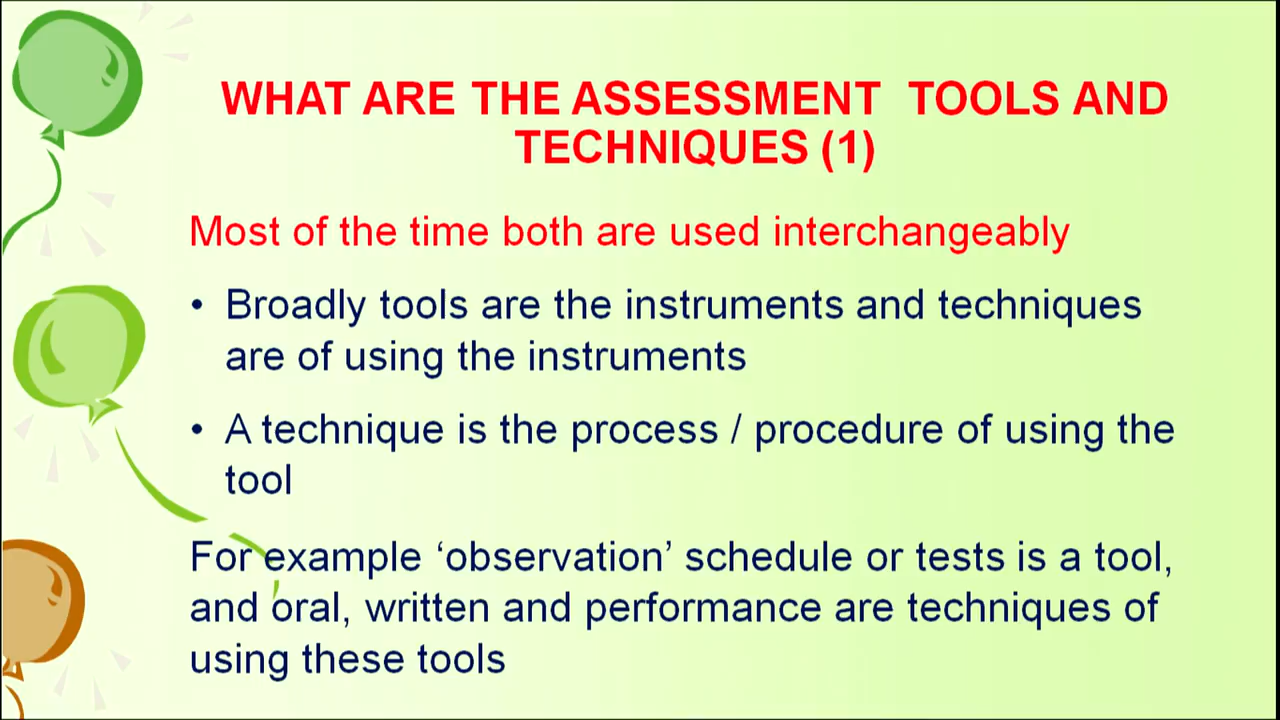 WHAT ARE THE ASSESSMENT TOOLS AND
TECHNIQUES (1)
Most of the time both are used interchangeably
• Broadly tools are the instruments and techniques
are of using the instruments
• A technique is the process / procedure of using the
tool
For example ‘observation’ schedule or tests is a tool,
and oral, written and performance are techniques of
using these tools